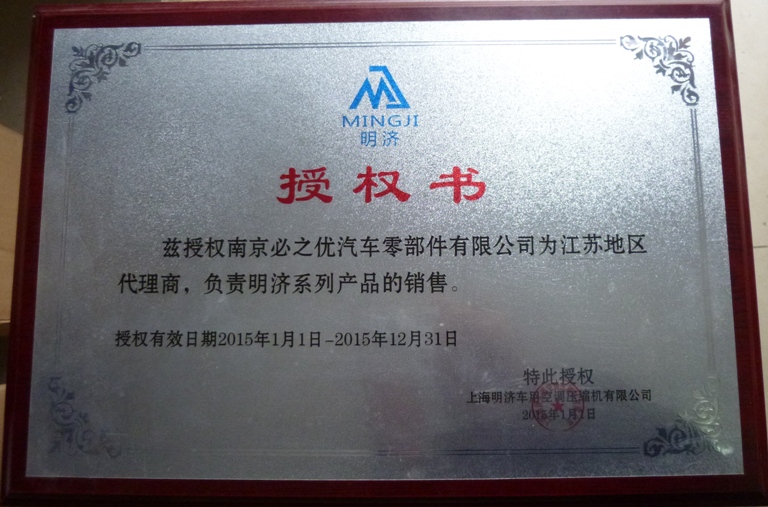 MINGJI
明济
授权书
兹授权南京必之优汽车零部件有限公司为江苏地区
代理商，负责明济系列产品的销售。
授权有效日期2015年1月1日-2015年12月31日
特此授权
上海明济车用空调压缩机有限公司
2015年1月1日